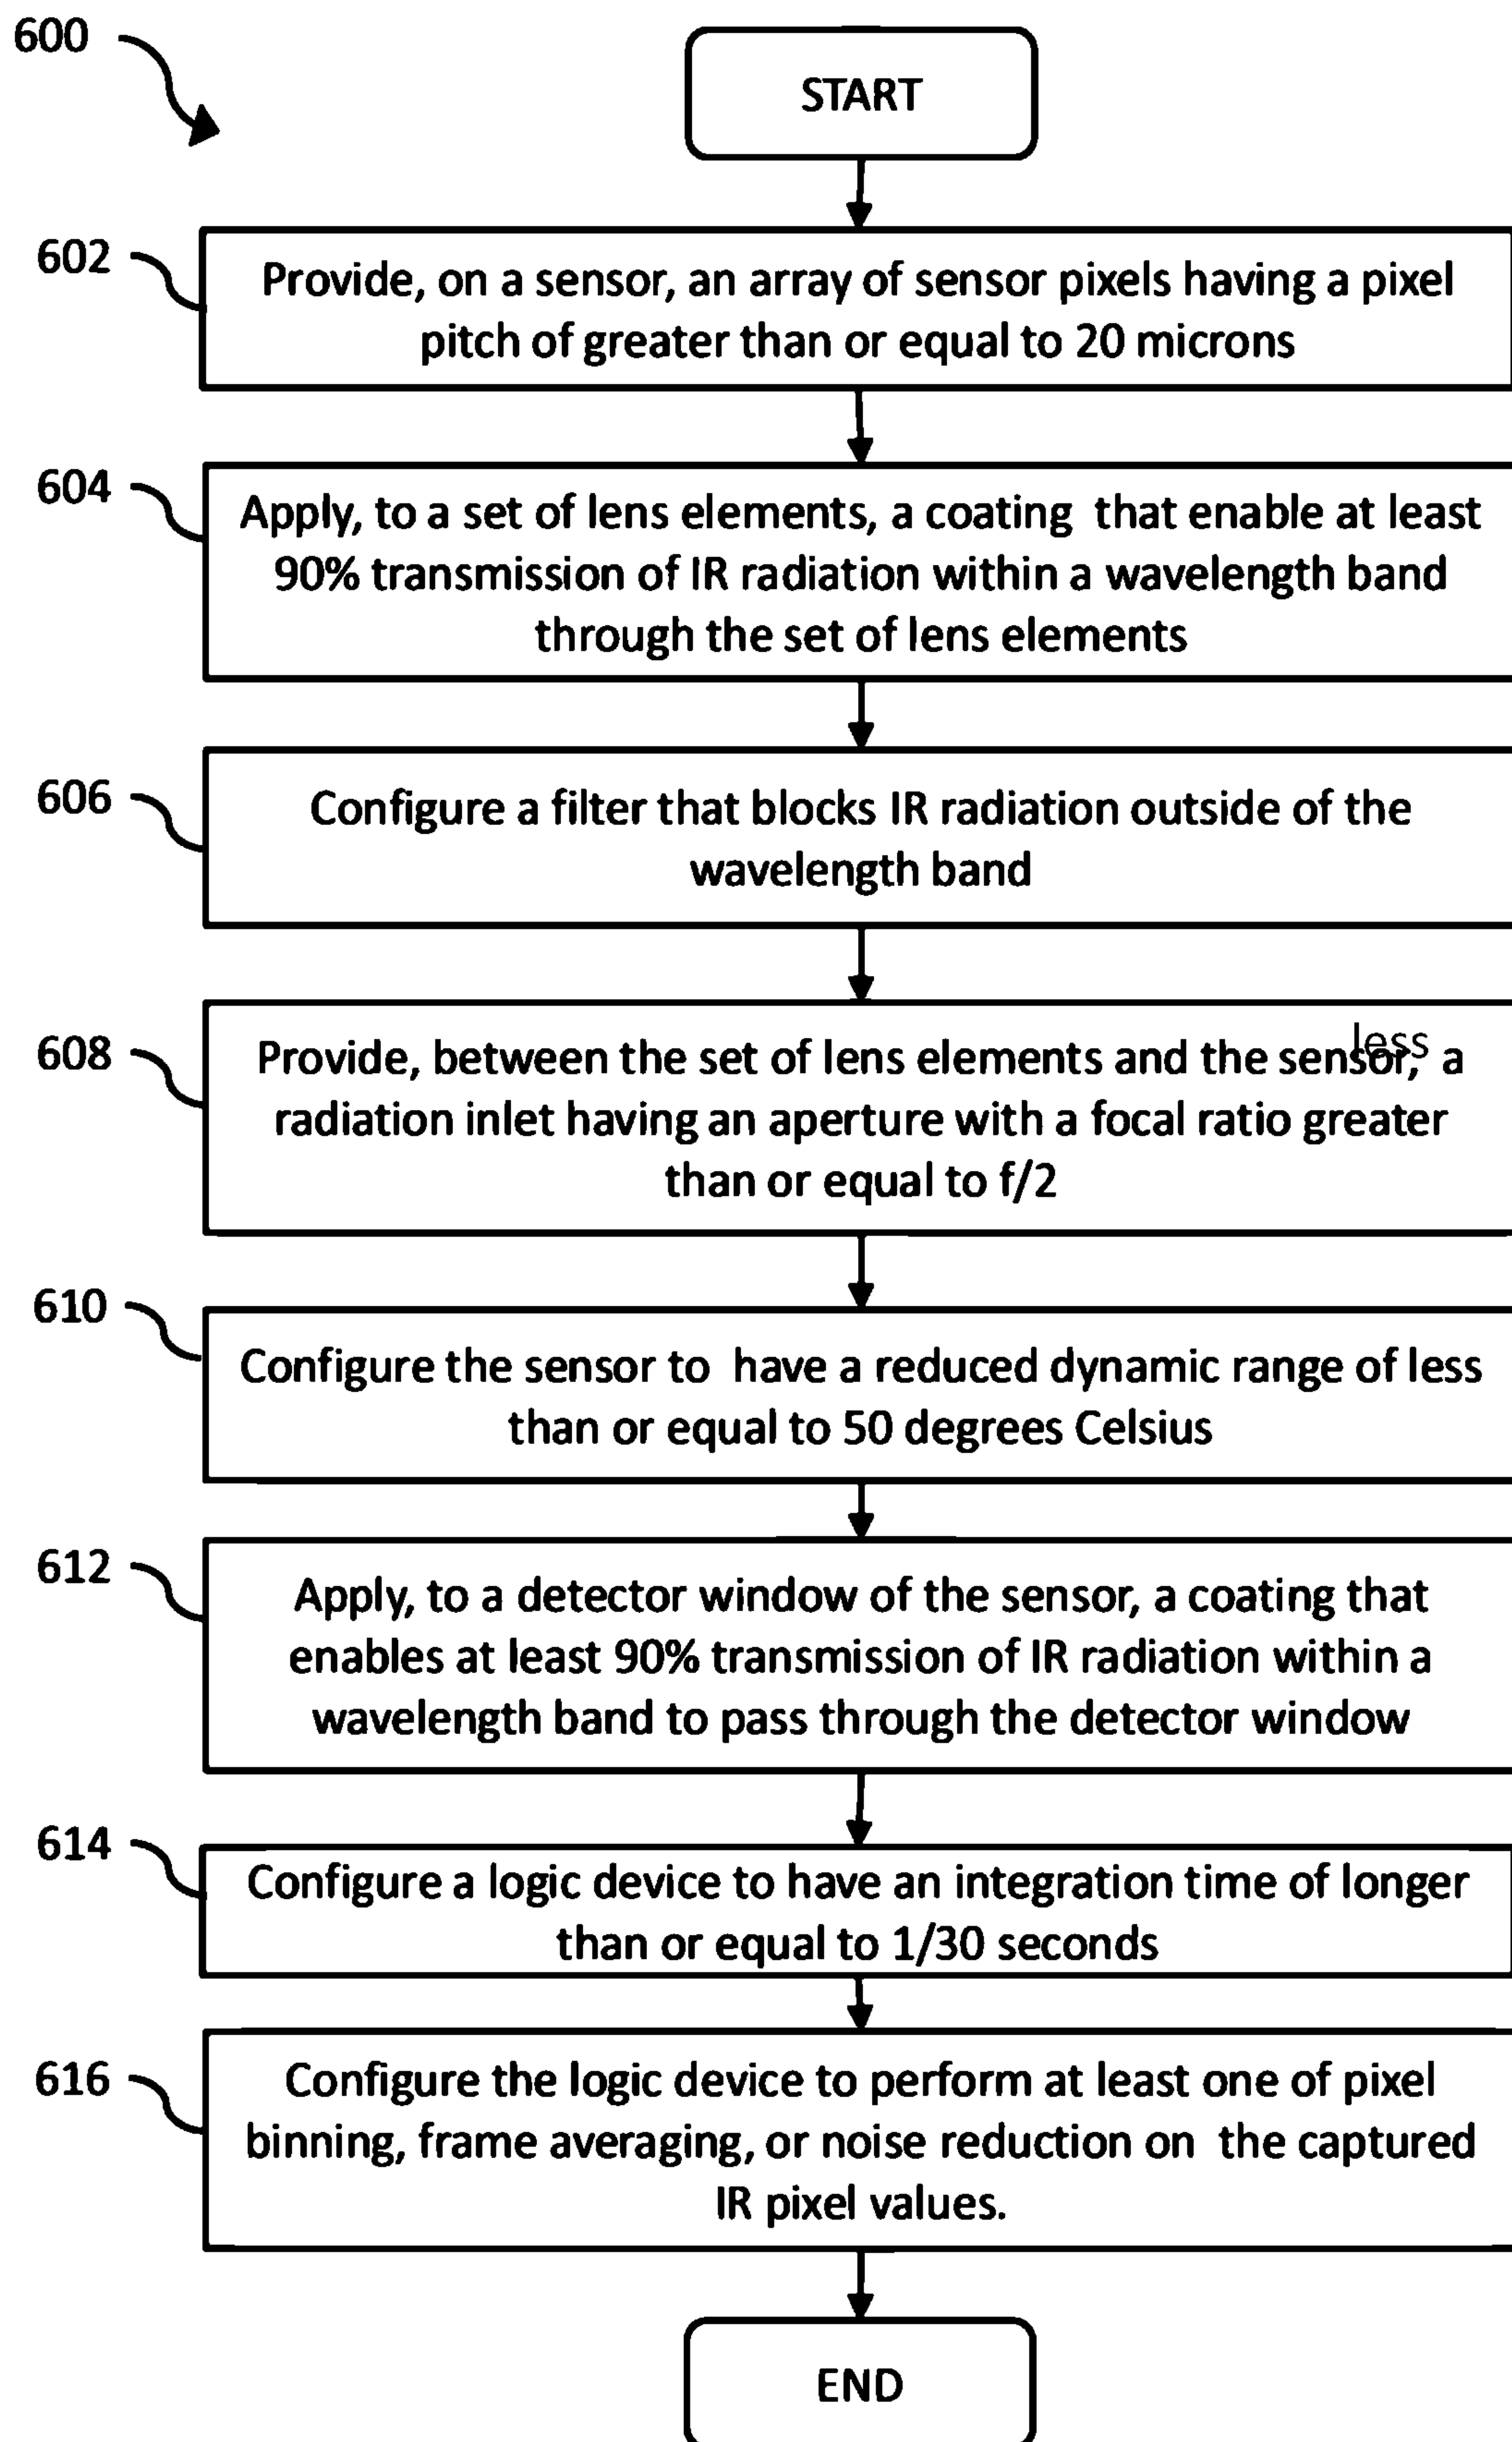 600
START
602
Provide, on a sensor, an array of sensor pixels having a pixel
pitch of greater than or equal to 20 microns
604
Apply, to a set of lens elements, a coating that enable at least
90% transmission of IR radiation within a wavelength band
through the set of lens elements
606
Configure a filter that blocks IR radiation outside of the
wavelength band
less
608
Provide, between the set of lens elements and the sensor, a
radiation inlet having an aperture with a focal ratio greater
than or equal to f/2
610
Configure the sensor to have a reduced dynamic range of less
than or equal to 50 degrees Celsius
612
Apply, to a detector window of the sensor, a coating that
enables at least 90% transmission of IR radiation within a
wavelength band to pass through the detector window
614
Configure a logic device to have an integration time of longer
than or equal to 1/30 seconds
616
Configure the logic device to perform at least one of pixel
binning, frame averaging, or noise reduction on the captured
IR pixel values.
END